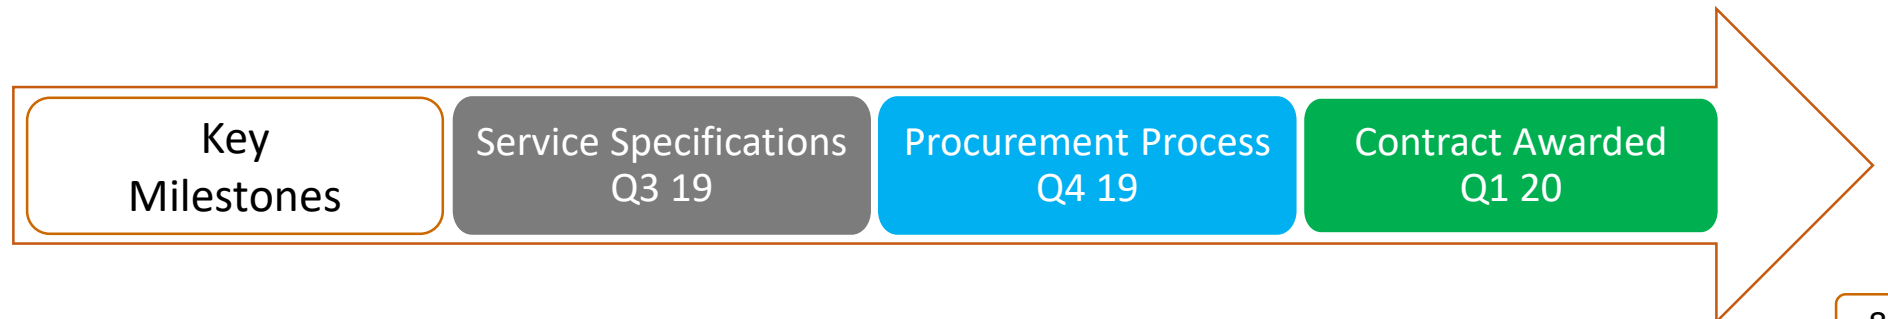 Key
Milestones
Service Specifications
Q3 19
Procurement Process
Q4 19
Contract Awarded
Q1 20